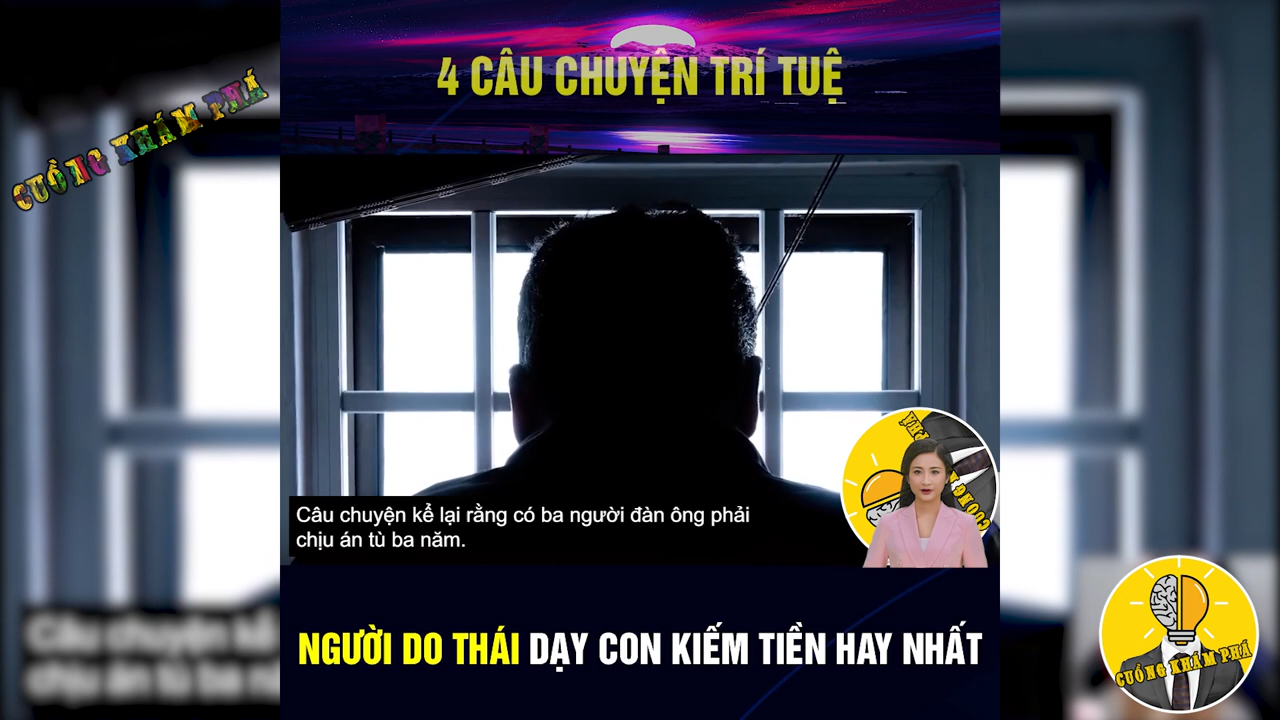 4 CÂU CHUYỆN TRÍ TUỆ
CUỒNG KHÁM PHÁ
Câu chuyện kể lại rằng có ba người đàn ông phải
chịu án tù ba năm.
NGƯỜI DO THÁI DẠY CON KIẾM TIỀN HAY NHẤT
CUỒNG KHÁM PHÁ